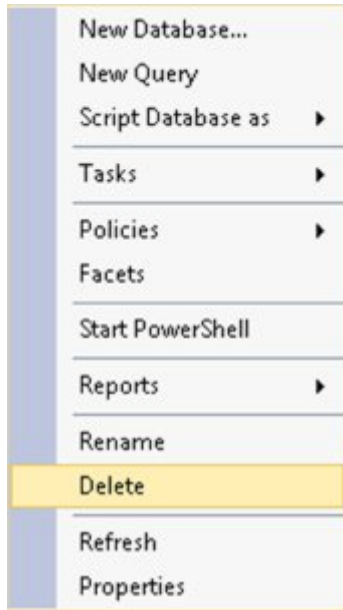 New Database...
New Query
Script Database as
Tasks
Policies
Facets
Start PowerShell
Reports
Rename
Delete
Refresh
Properties